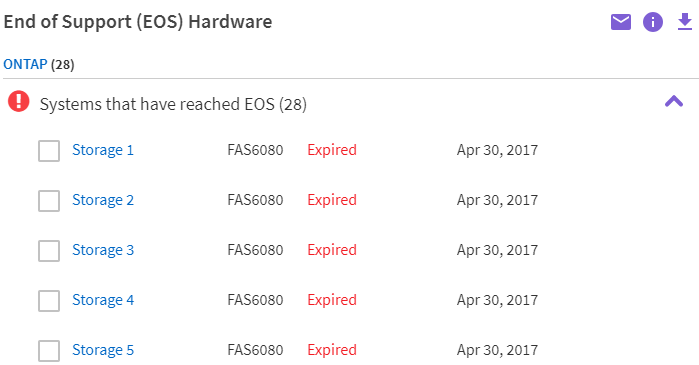 End of Support (EOS) Hardware
ONTAP (28)
Systems that have reached EOS (28)
Storage 1 FAS6080 Expired Apr 30, 2017
Storage 2 FAS6080 Expired Apr 30, 2017
Storage 3 FAS6080 Expired Apr 30, 2017
Storage 4 FAS6080 Expired Apr 30, 2017
Storage 5 FAS6080 Expired Apr 30, 2017